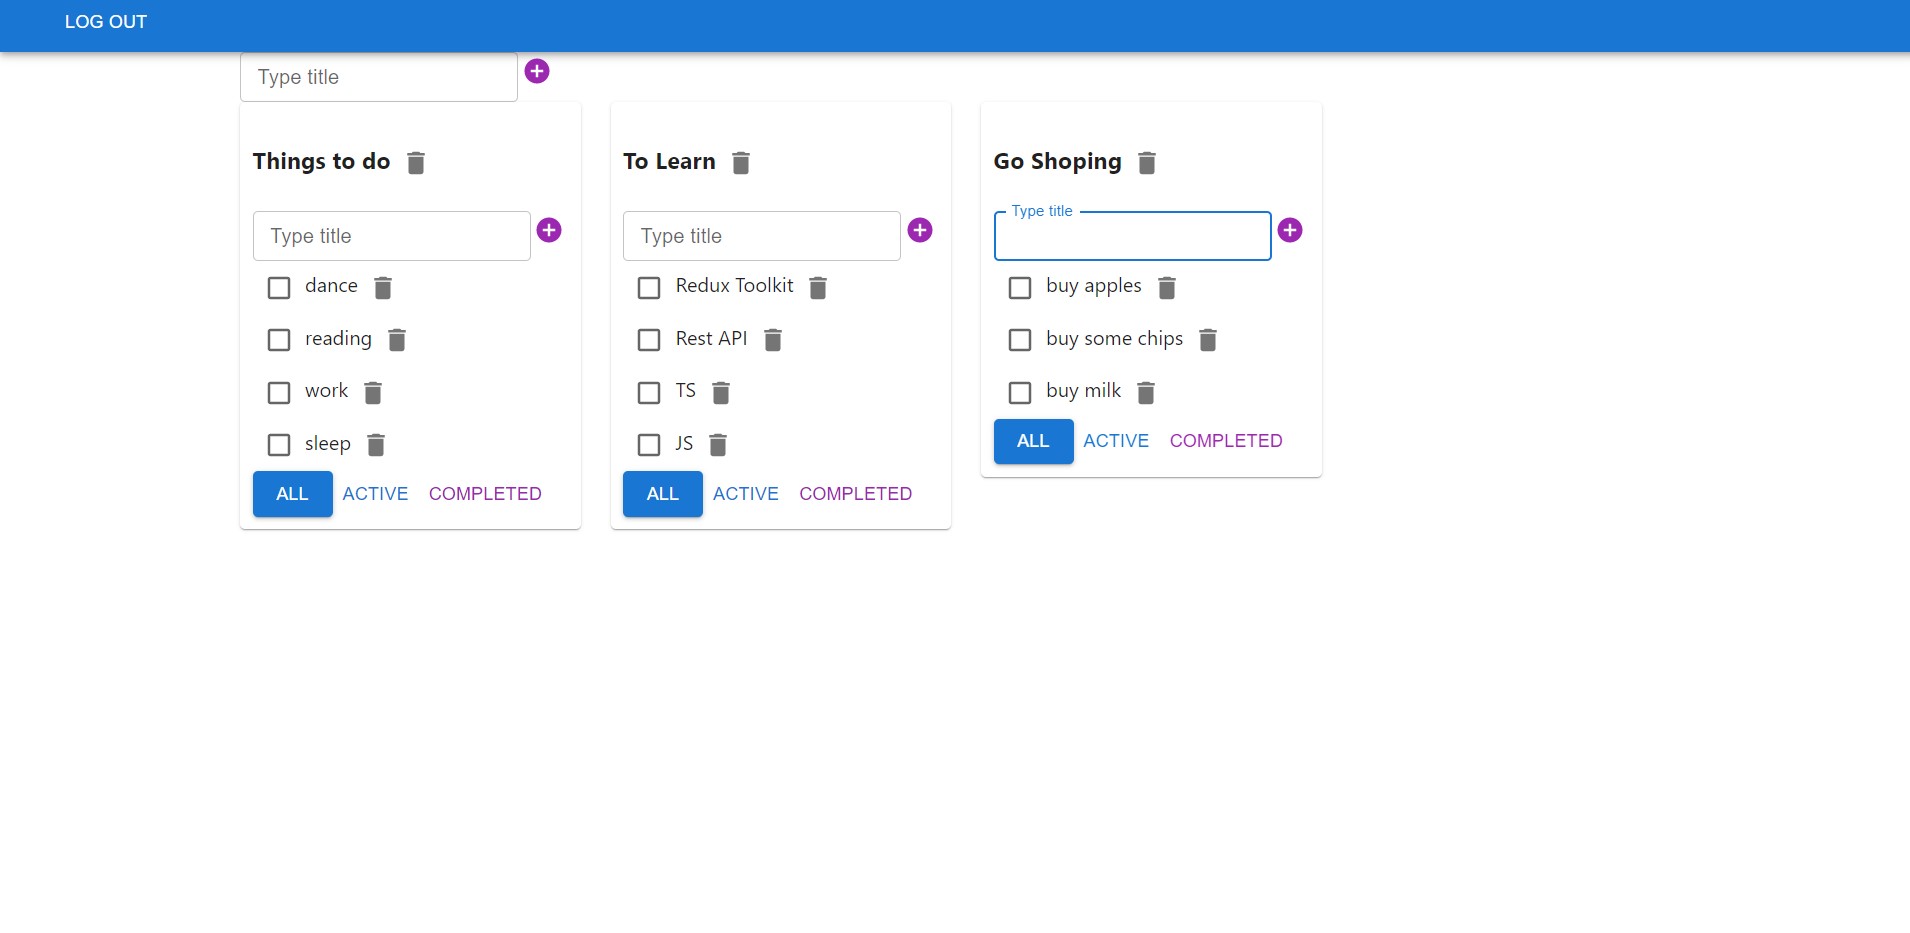 LOG OUT
Type title
Things to do
Type title
dance
reading
work
sleep
ALL ACTIVE COMPLETED
To Learn
Type title
Redux Toolkit
Rest API
TS
JS
ALL ACTIVE COMPLETED
Go Shoping
Type title
buy apples
buy some chips
buy milk
ALL ACTIVE COMPLETED